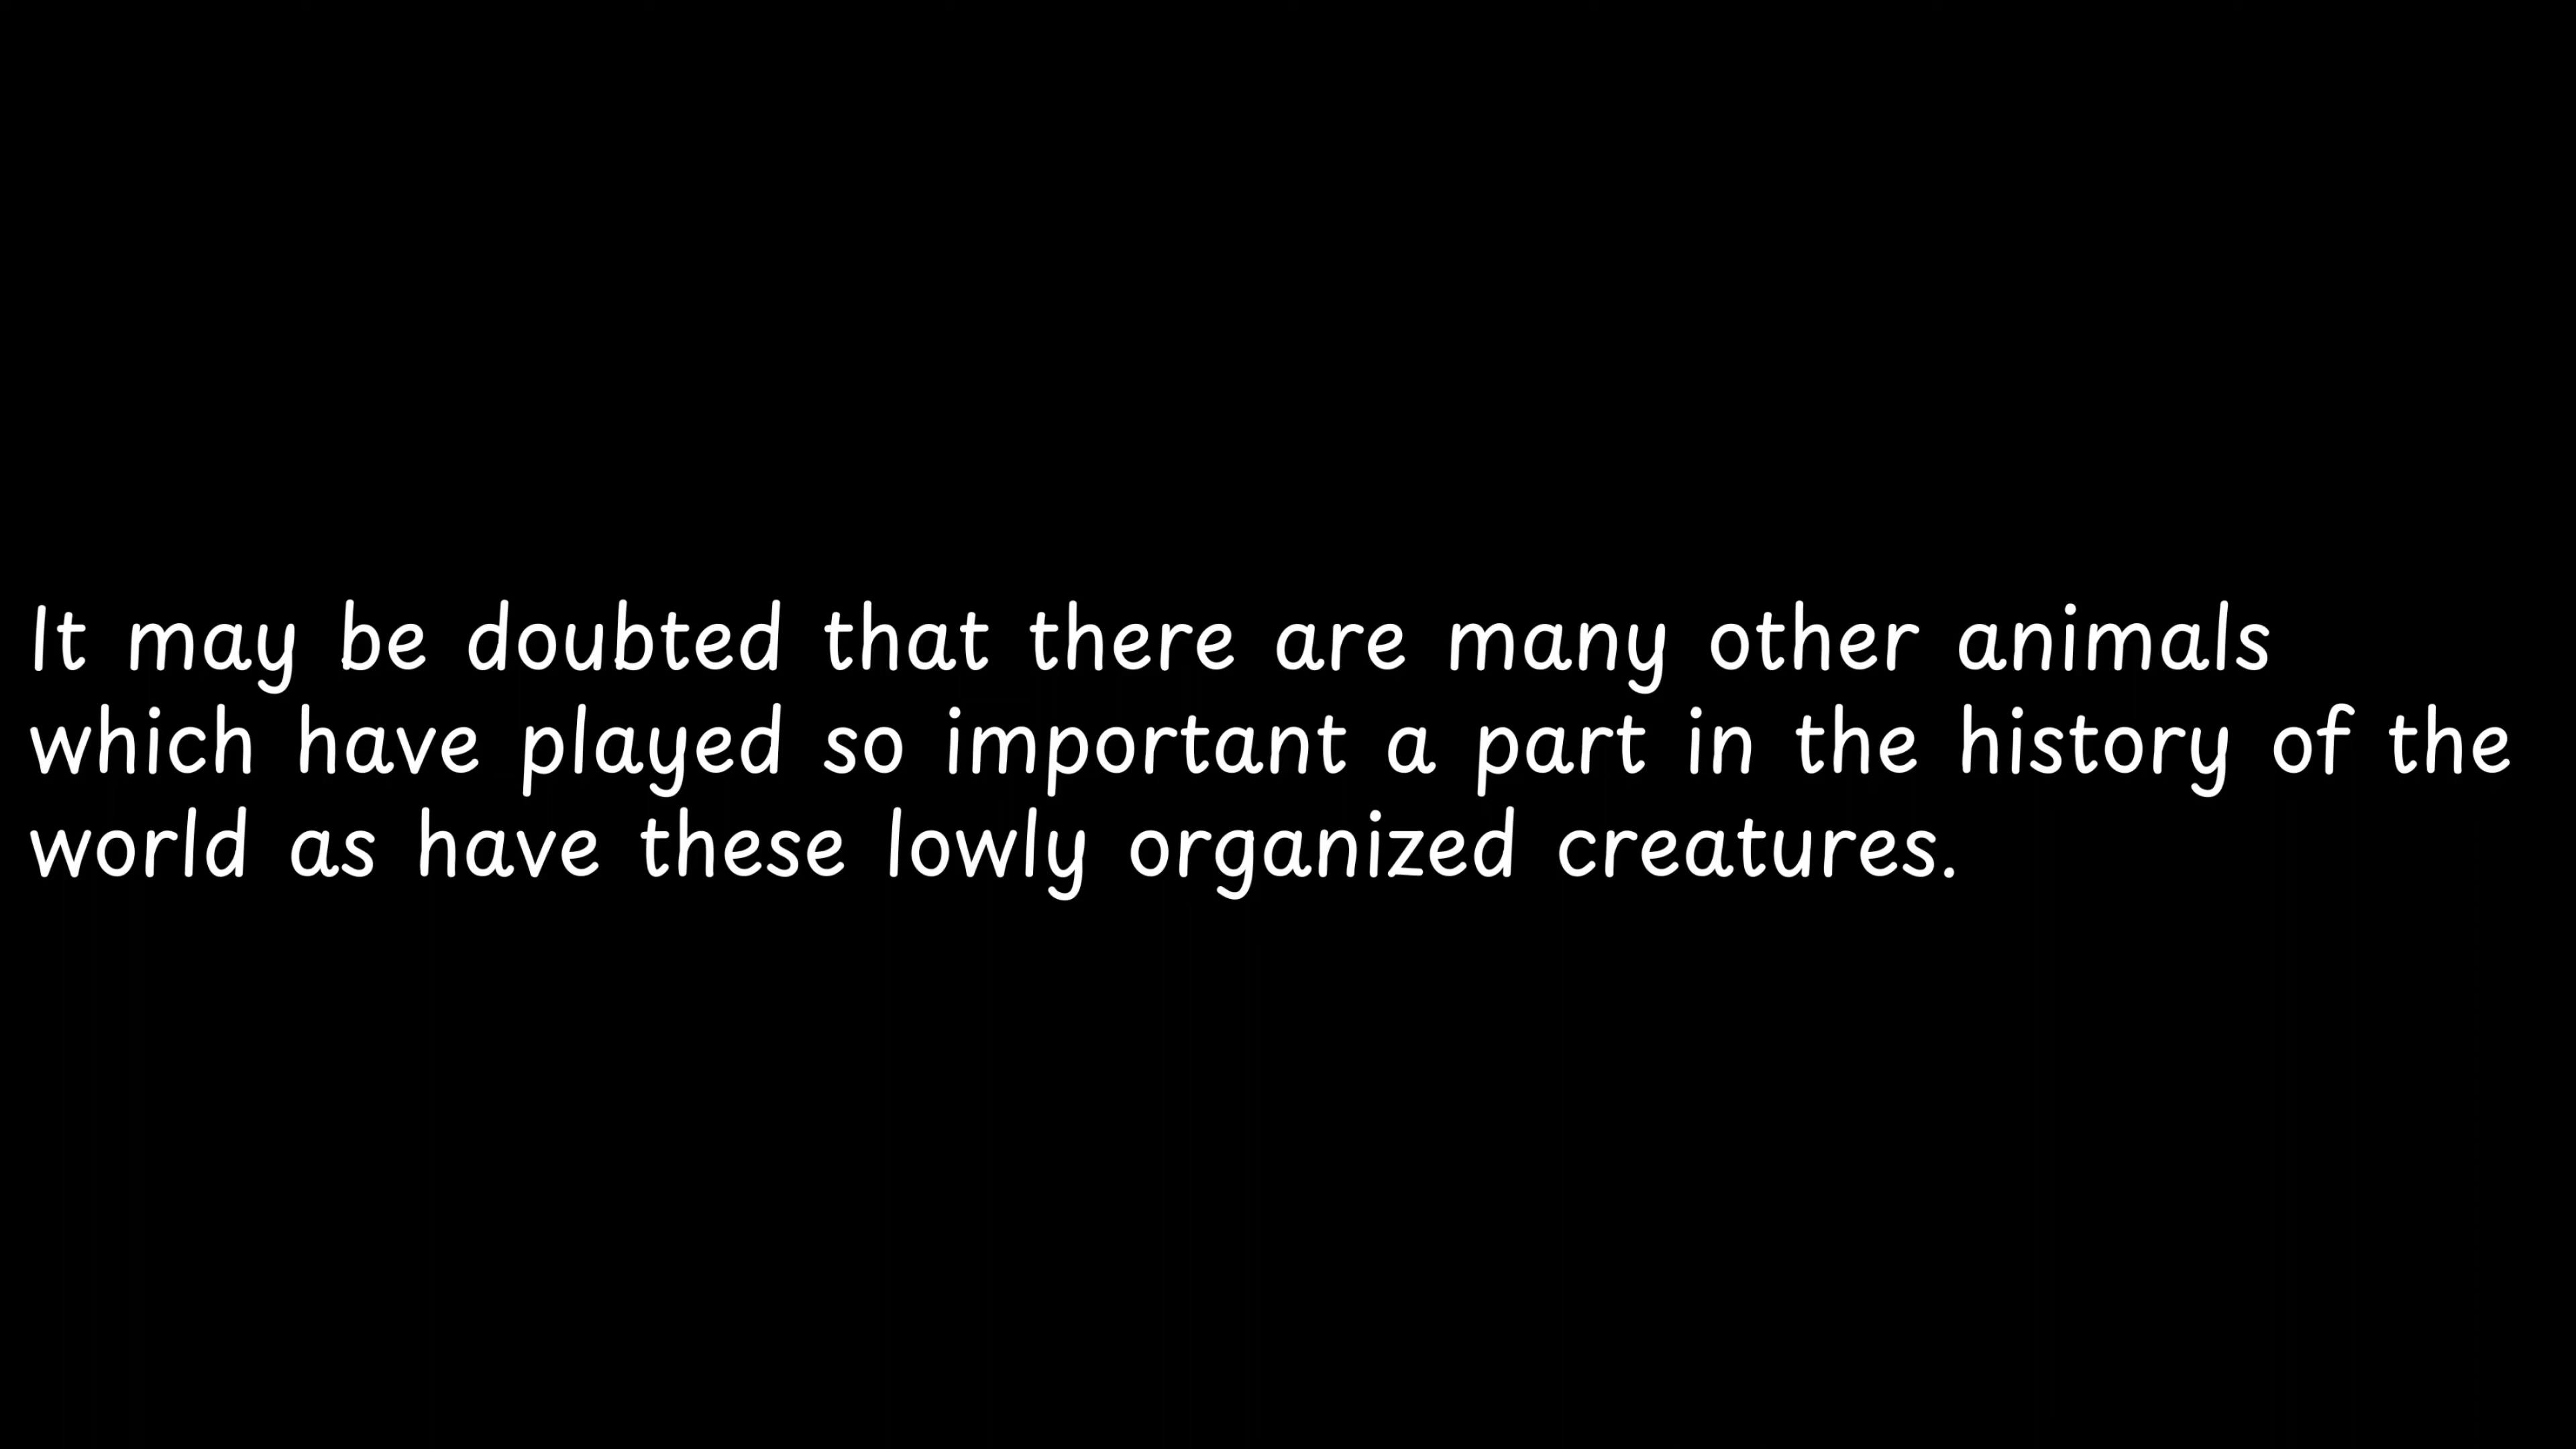 It may be doubted that there are many other animals
which have played so important a part in the history of the
world as have these lowly organized creatures.